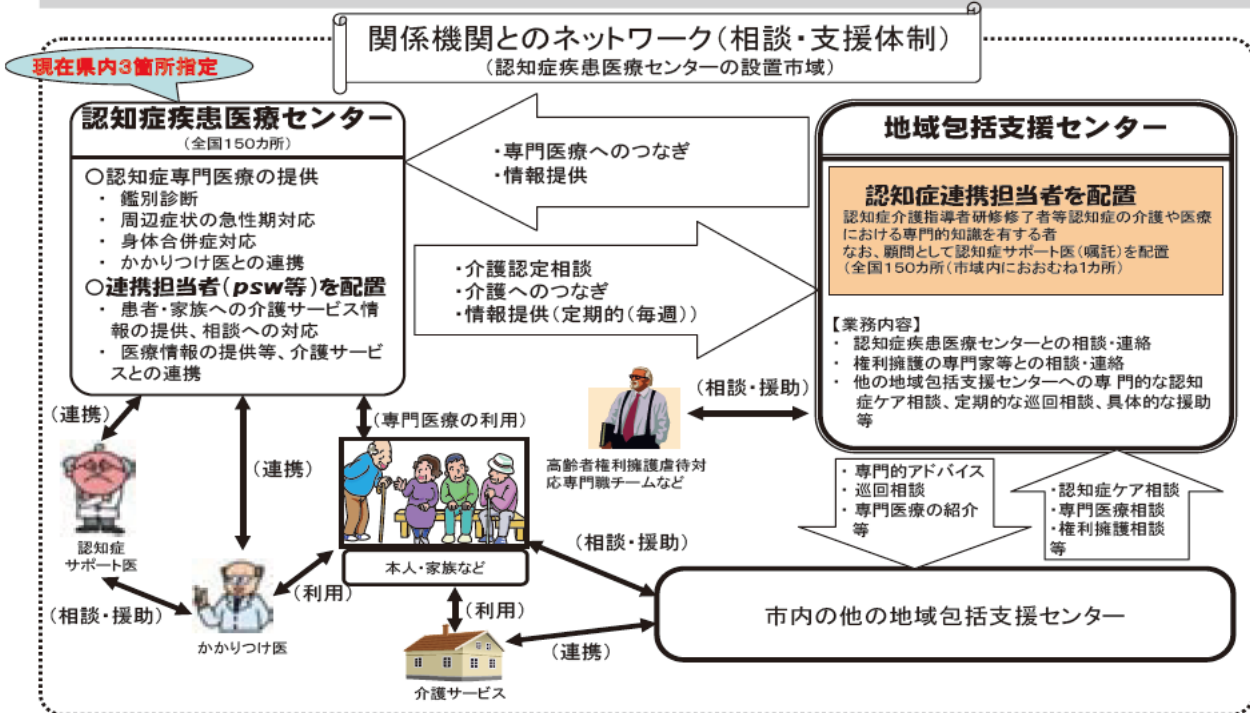 関係機関とのネットワーク(相談・支援体制)
(認知症疾患医療センターの設置市域)
現在県内3箇所指定
認知症疾患医療センター
(全国150カ所)
○認知症専門医療の提供
・ 鑑別診断
・ 周辺症状の急性期対応
・ 身体合併症対応
・ かかりつけ医との連携
○連携担当者(psw等)を配置
・ 患者・家族への介護サービス情
報の提供、相談への対応
・ 医療情報の提供等、介護サービ
スとの連携
・専門医療へのつなぎ
・情報提供
・介護認定相談
・介護へのつなぎ
・情報提供(定期的(毎週))
地域包括支援センター
認知症連携担当者を配置
認知症介護指導者研修修了者等認知症の介護や医療
における専門的知識を有する者
なお、顧問として認知症サポート医(嘱託)を配置
(全国150カ所(市域内におおむね1カ所)
【業務内容】
・ 認知症疾患医療センターとの相談・連絡
・ 権利擁護の専門家等との相談・連絡
・ 他の地域包括支援センターへの専 門的な認知
症ケア相談、定期的な巡回相談、具体的な援助
等
(相談・援助)
高齢者権利擁護虐待対
応専門職チームなど
(連携)
(連携)
(専門医療の利用)
認知症
サポート医
(相談・援助)
かかりつけ医
(利用)
本人・家族など
(利用)
介護サービス
(相談・援助)
(連携)
・ 専門的アドバイス
・ 巡回相談
・ 専門医療の紹介
等
・認知症ケア相談
・専門医療相談
・権利擁護相談
等
市内の他の地域包括支援センター